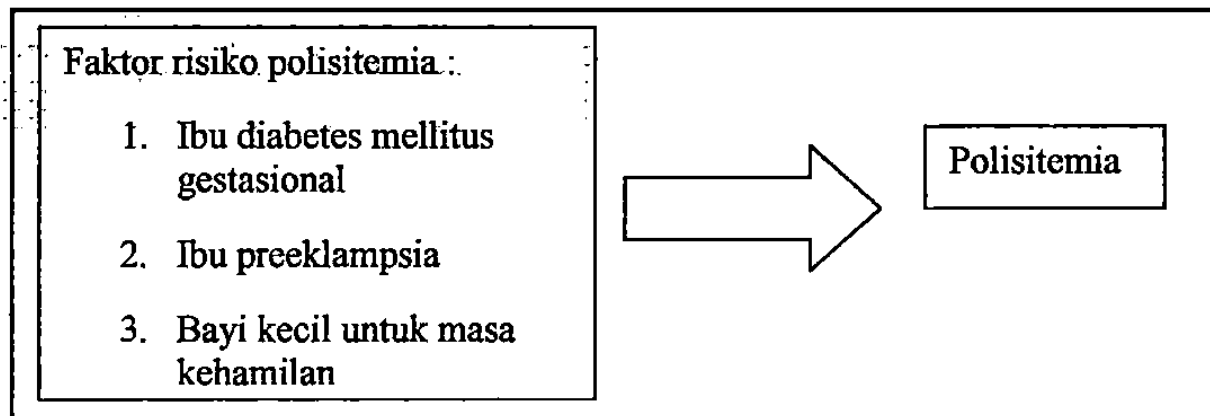 Faktor risiko polisitemia :
1. Ibu diabetes mellitus
gestasional
2. Ibu preeklampsia
3. Bayi kecil untuk masa
kehamilan
Polisitemia